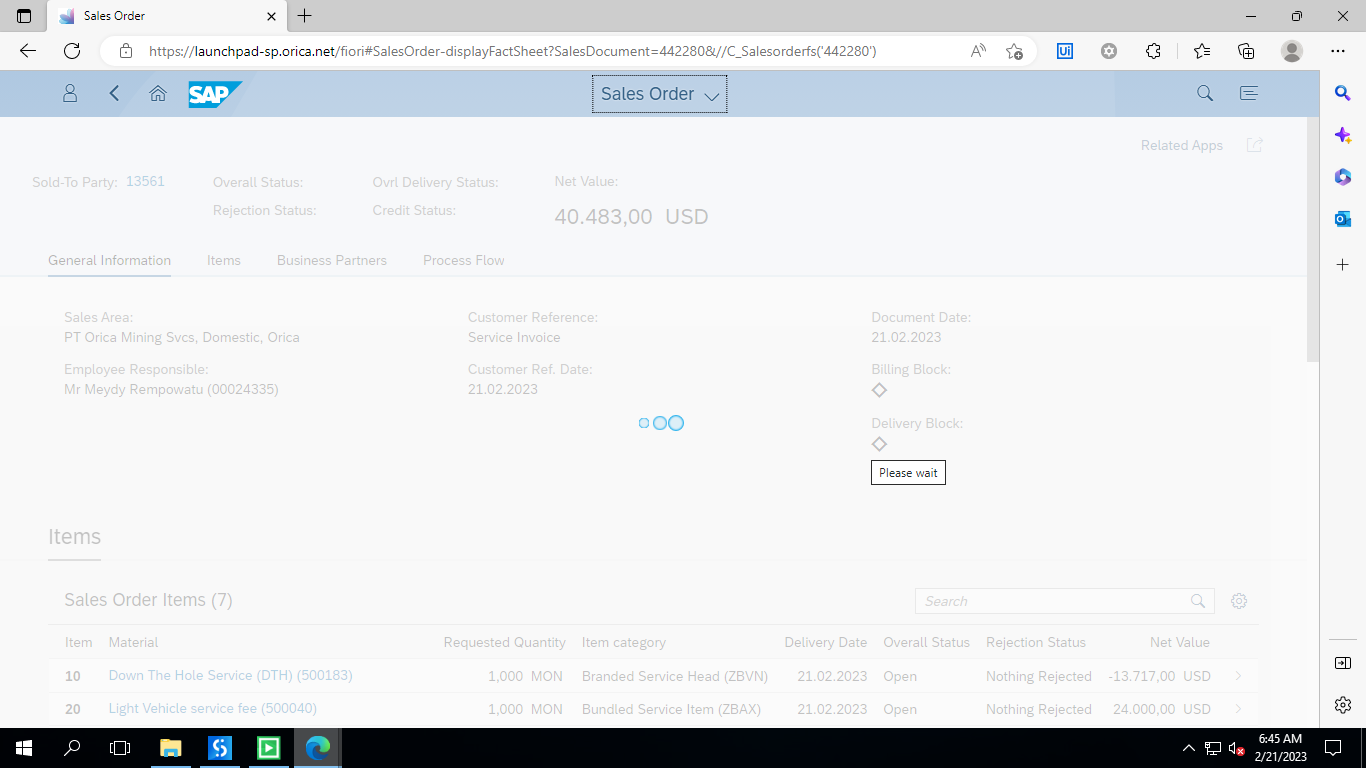 Sales Order
https://launchpad-sp.orica.net/fiori#SalesOrder-displayFactSheet?SalesDocument=442280&//C_Salesorderfs('442280')
SAP
Sales Order
Related Apps
Sold-To Party: 13561
Overall Status:
Ovrl Delivery Status:
Net Value:
Rejection Status:
Credit Status:
40.483,00 USD
General Information
Items
Business Partners
Process Flow
Sales Area:
PT Orica Mining Svcs, Domestic, Orica
Customer Reference:
Service Invoice
Document Date:
21.02.2023
Employee Responsible:
Mr Meydy Rempowatu (00024335)
Customer Ref. Date:
21.02.2023
Billing Block:
Delivery Block:
Please wait
Items
Sales Order Items (7)
Search
Item Material Requested Quantity Item category Delivery Date Overall Status Rejection Status Net Value
10 Down The Hole Service (DTH) (500183) 1,000 MON Branded Service Head (ZBVN) 21.02.2023 Open Nothing Rejected -13.717,00 USD
20 Light Vehicle service fee (500040) 1,000 MON Bundled Service Item (ZBAX) 21.02.2023 Open Nothing Rejected 24.000,00 USD
6:45 AM
2/21/2023